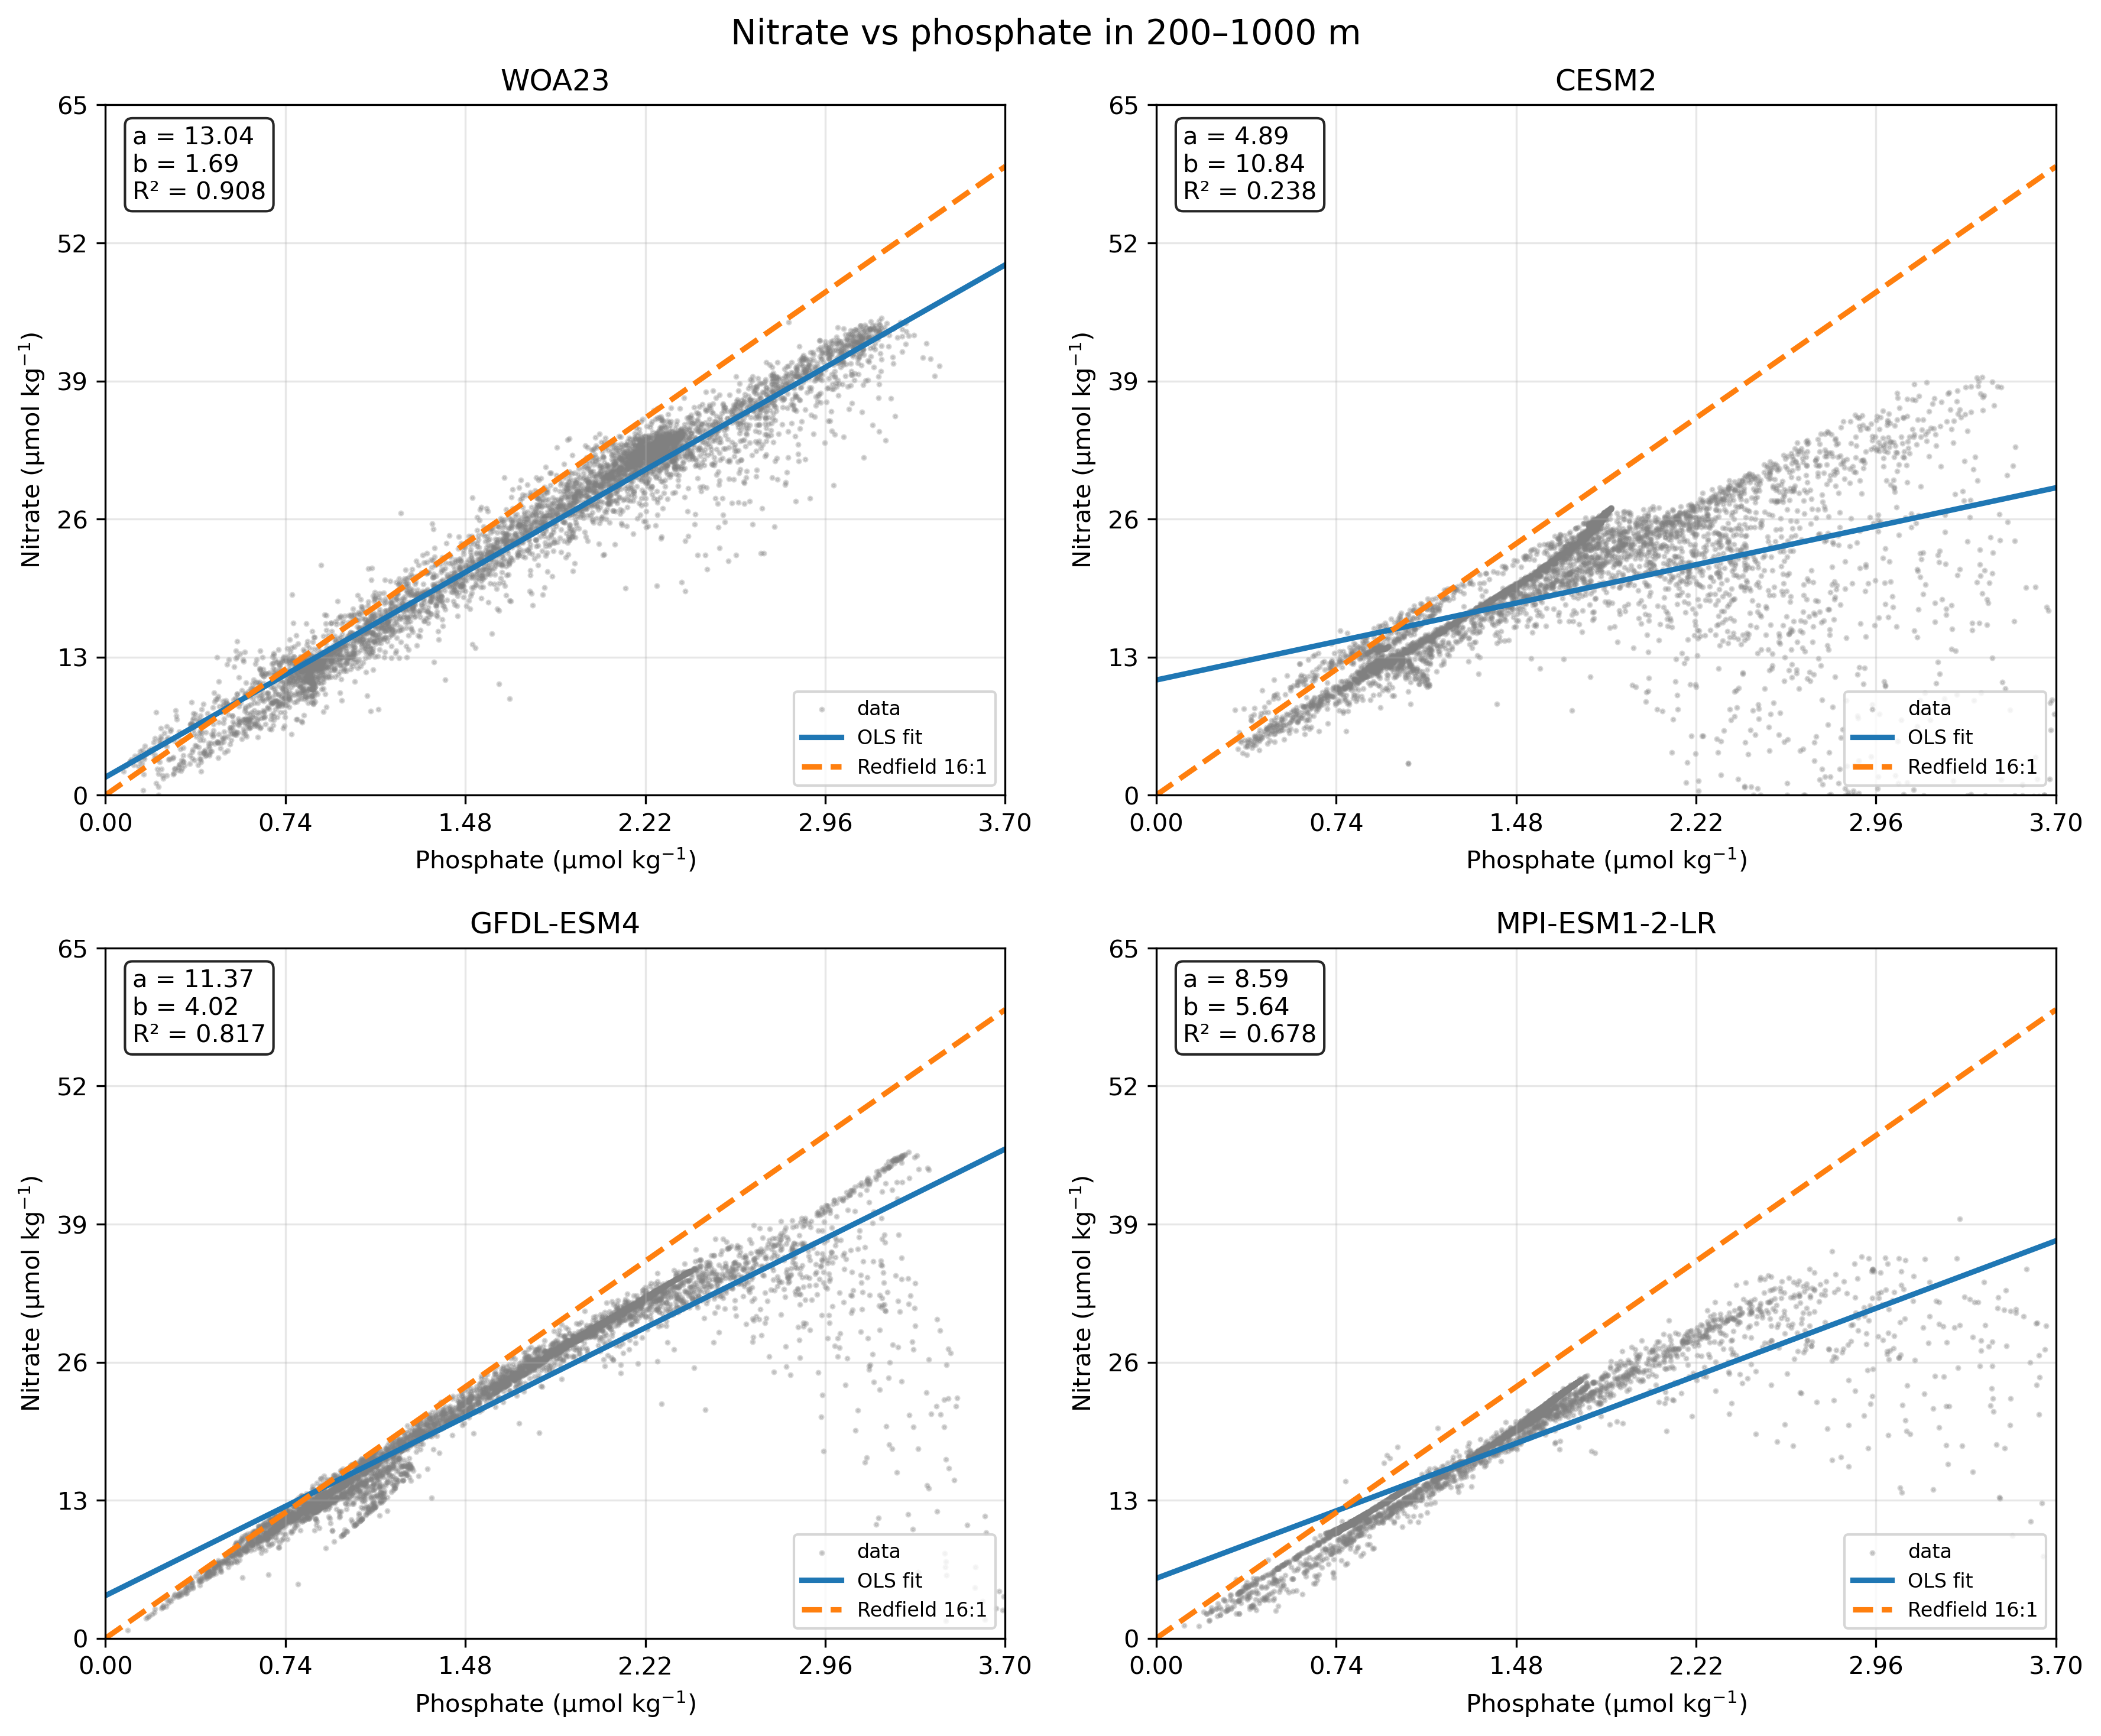 Nitrate vs phosphate in 200–1000 m
WOA23
65
52
39
26
13
0
Nitrate (µmol kg⁻¹)
a = 13.04
b = 1.69
R² = 0.908
data
OLS fit
Redfield 16:1
0.00 0.74 1.48 2.22 2.96 3.70
Phosphate (µmol kg⁻¹)
CESM2
65
52
39
26
13
0
Nitrate (µmol kg⁻¹)
a = 4.89
b = 10.84
R² = 0.238
data
OLS fit
Redfield 16:1
0.00 0.74 1.48 2.22 2.96 3.70
Phosphate (µmol kg⁻¹)
GFDL-ESM4
65
52
39
26
13
0
Nitrate (µmol kg⁻¹)
a = 11.37
b = 4.02
R² = 0.817
data
OLS fit
Redfield 16:1
0.00 0.74 1.48 2.22 2.96 3.70
Phosphate (µmol kg⁻¹)
MPI-ESM1-2-LR
65
52
39
26
13
0
Nitrate (µmol kg⁻¹)
a = 8.59
b = 5.64
R² = 0.678
data
OLS fit
Redfield 16:1
0.00 0.74 1.48 2.22 2.96 3.70
Phosphate (µmol kg⁻¹)